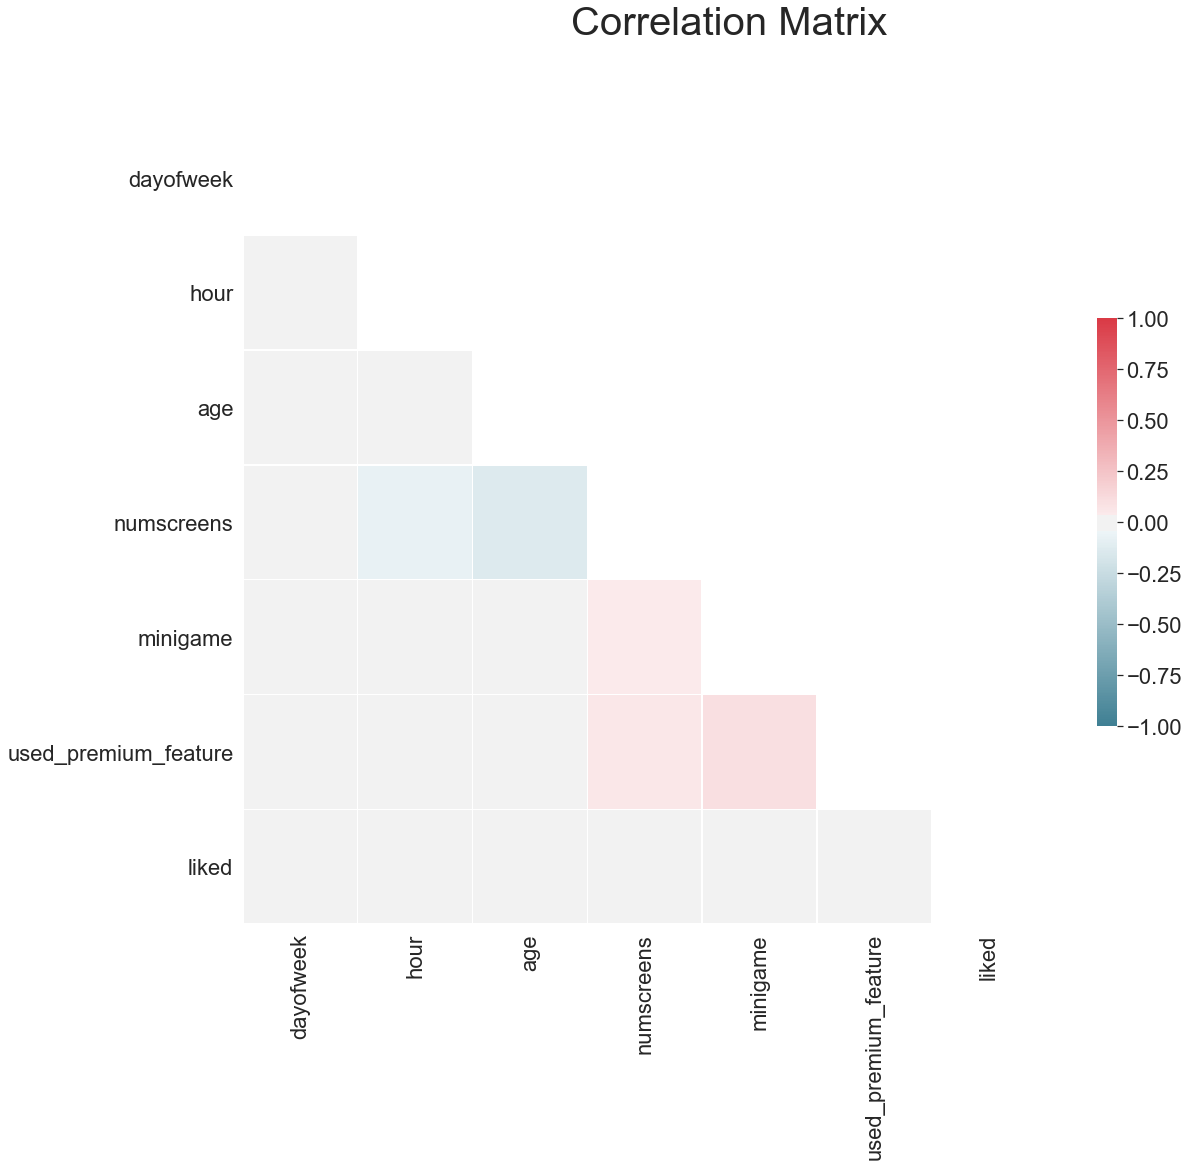 Correlation Matrix
dayofweek
hour
age
numscreens
minigame
used_premium_feature
liked
dayofweek
hour
age
numscreens
minigame
used_premium_feature
liked
1.00
0.75
0.50
0.25
0.00
−0.25
−0.50
−0.75
−1.00